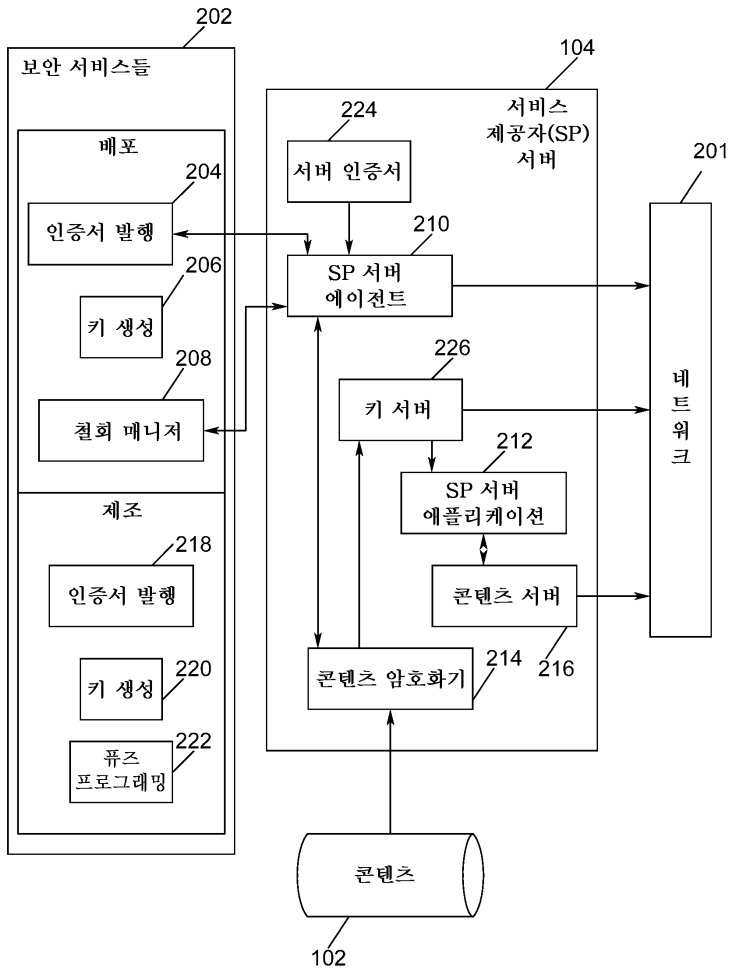 202
보안 서비스들
배포
204
인증서 발행
206
키 생성
208
철회 매니저
제조
218
인증서 발행
220
키 생성
222
퓨즈
프로그래밍
104
서비스
제공자(SP)
서버
224
서버 인증서
210
SP 서버
에이전트
226
키 서버
212
SP 서버
애플리케이션
콘텐츠 서버
216
214
콘텐츠 암호화기
콘텐츠
102
201
네
트
워
크